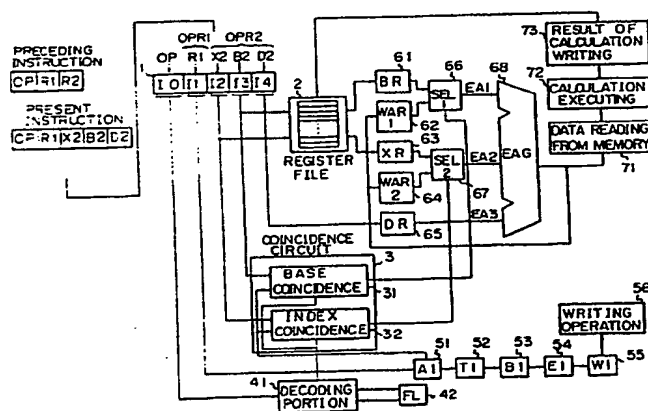 OPR1 OPR2
OP R1 X2 B2 D2
PRECEDING
INSTRUCTION
CP R1 R2
PRESENT
INSTRUCTION
CP R1 X2 B2 D2
1
I0 I1 I2 I3 I4
2
REGISTER
FILE
61
BR
WAR
1
62
63
XR
WAR
2
64
DR
65
66
SEL
1
SEL
2
67
EA1
EA2
EA3
68
EAG
73
RESULT OF
CALCULATION
WRITING
72
CALCULATION
EXECUTING
DATA READING
FROM MEMORY
71
COINCIDENCE
CIRCUIT
3
BASE
COINCIDENCE
31
INDEX
COINCIDENCE
32
56
WRITING
OPERATION
51
A1
52
T1
53
B1
54
E1
W1
55
41
DECODING
PORTION
FL
42